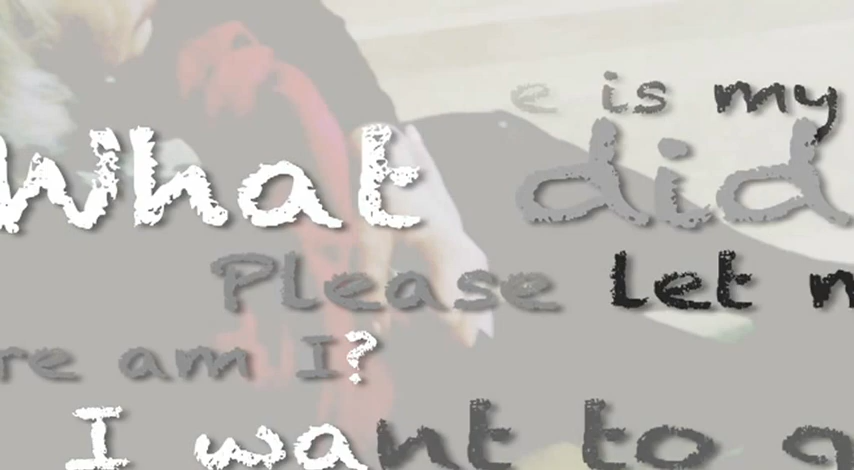 e is my
What did
Please let
re am I?
I want to